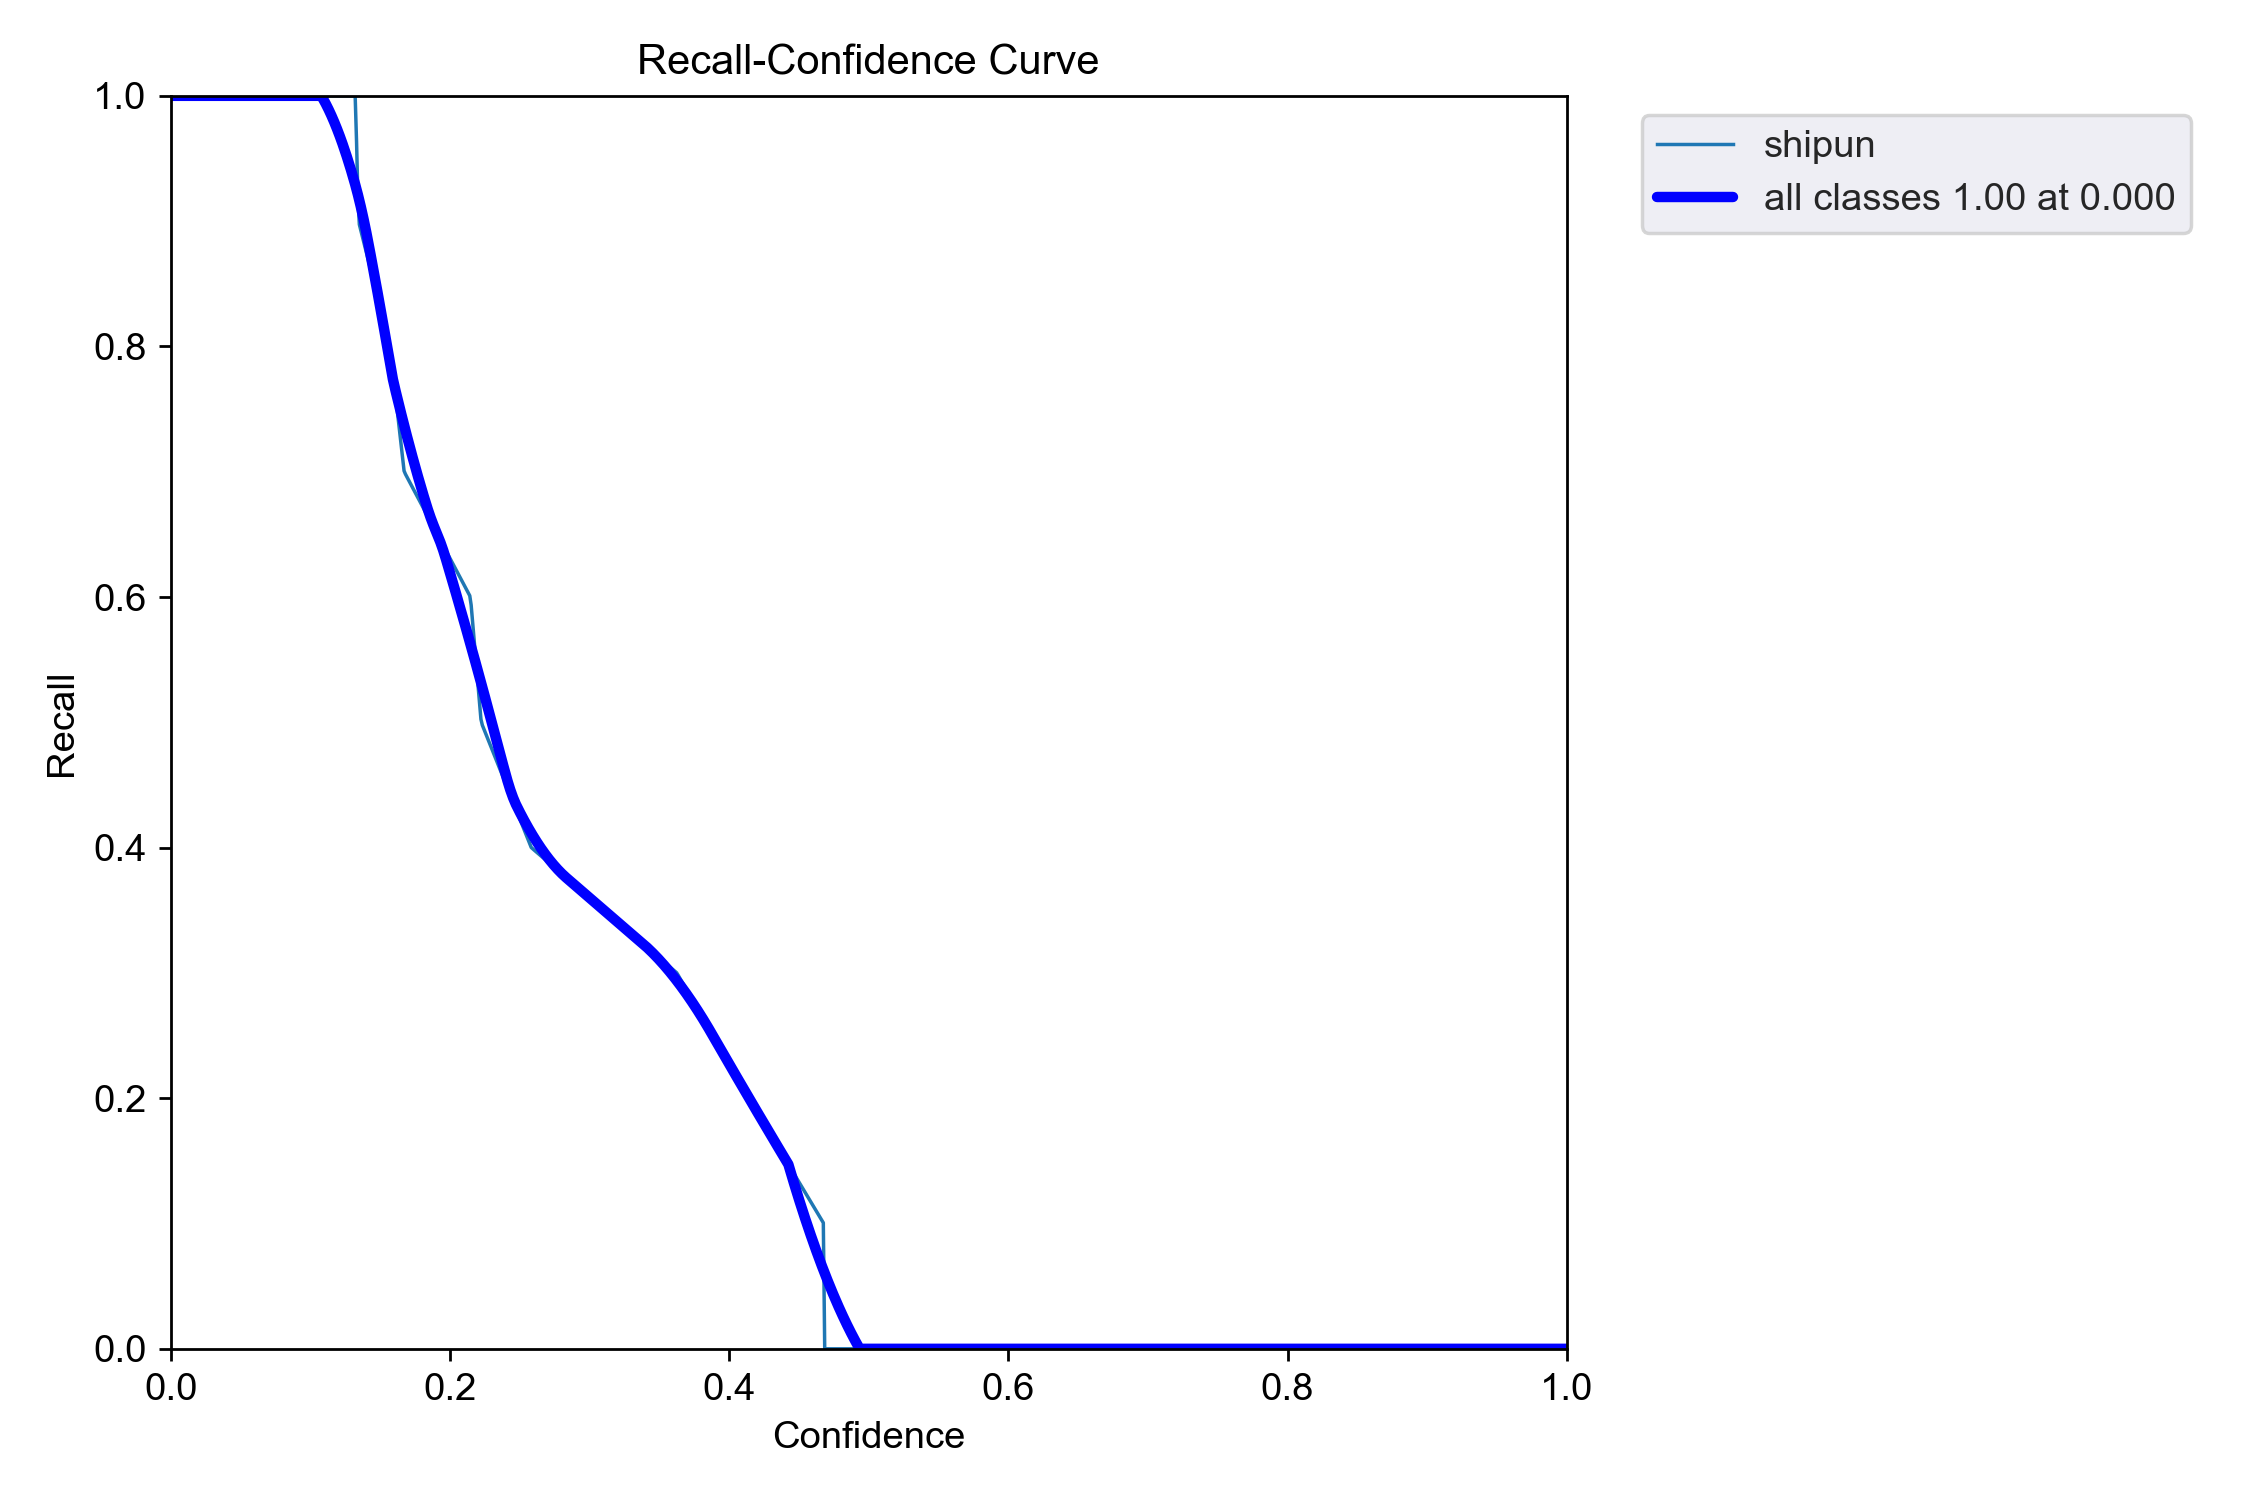 Recall-Confidence Curve
shipun
all classes 1.00 at 0.000
1.0
0.8
0.6
0.4
0.2
0.0
Recall
0.0 0.2 0.4 0.6 0.8 1.0
Confidence